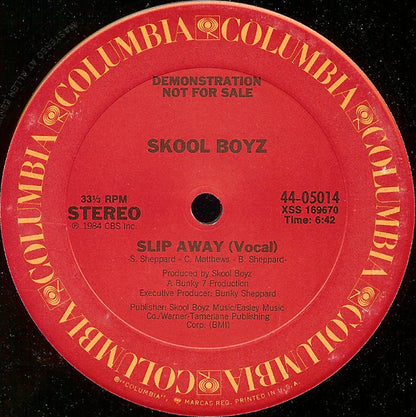 COLUMBIA COLUMBIA COLUMBIA COLUMBIA COLUMBIA COLUMBIA
DEMONSTRATION
NOT FOR SALE
SKOOL BOYZ
33⅓ RPM
STEREO
℗ 1984 CBS Inc.
44-05014
XSS 169670
Time: 6:42
SLIP AWAY (Vocal)
-S. Sheppard - C. Matthews - B. Sheppard-
Produced by Skool Boyz
A Bunky 7 Production
Executive Producer: Bunky Sheppard
Publisher: Skool Boyz Music/Easley Music
Co./Warner-Tamerlane Publishing
Corp. (BMI)
"COLUMBIA", MARCAS REG. PRINTED IN U.S.A.